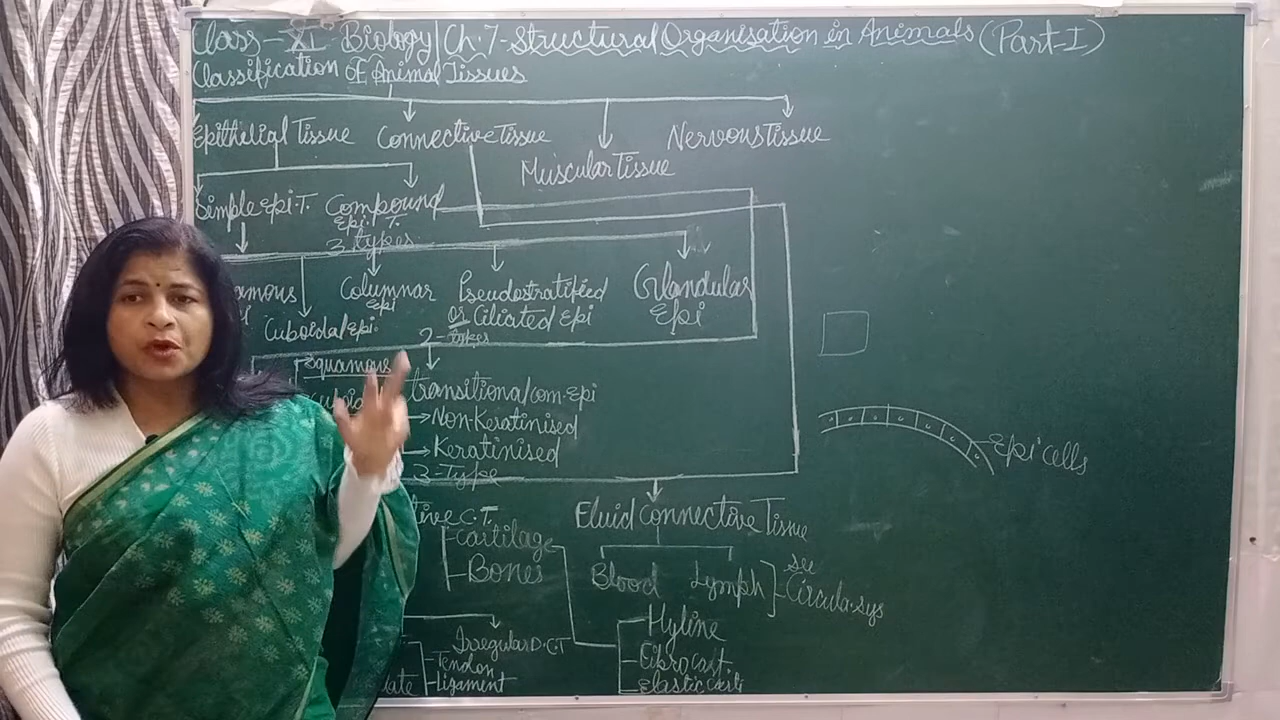 Class-XI Biology/Ch.7-Structural Organisation in Animals (Part-I)
Classification of Animal Tissues
Epithelial Tissue Connective Tissue Nervous Tissue
Muscular Tissue
Simple Epi.T. Compound
Epi. T.
3 types
amous Columnar Pseudostratified Glandular
Epi or Ciliated Epi Epi
Cuboidal Epi.
2-types
Squamous
transitional/com.Epi
Non-Keratinised
Keratinised
3-Type
Epi cells
tive C.T. Fluid Connective Tissue
Cartilage
Bones Blood Lymph see
Circula.sys
Hyline
Irregular D.C.T
Tendon Fibrocart.
ligament Elastic carti